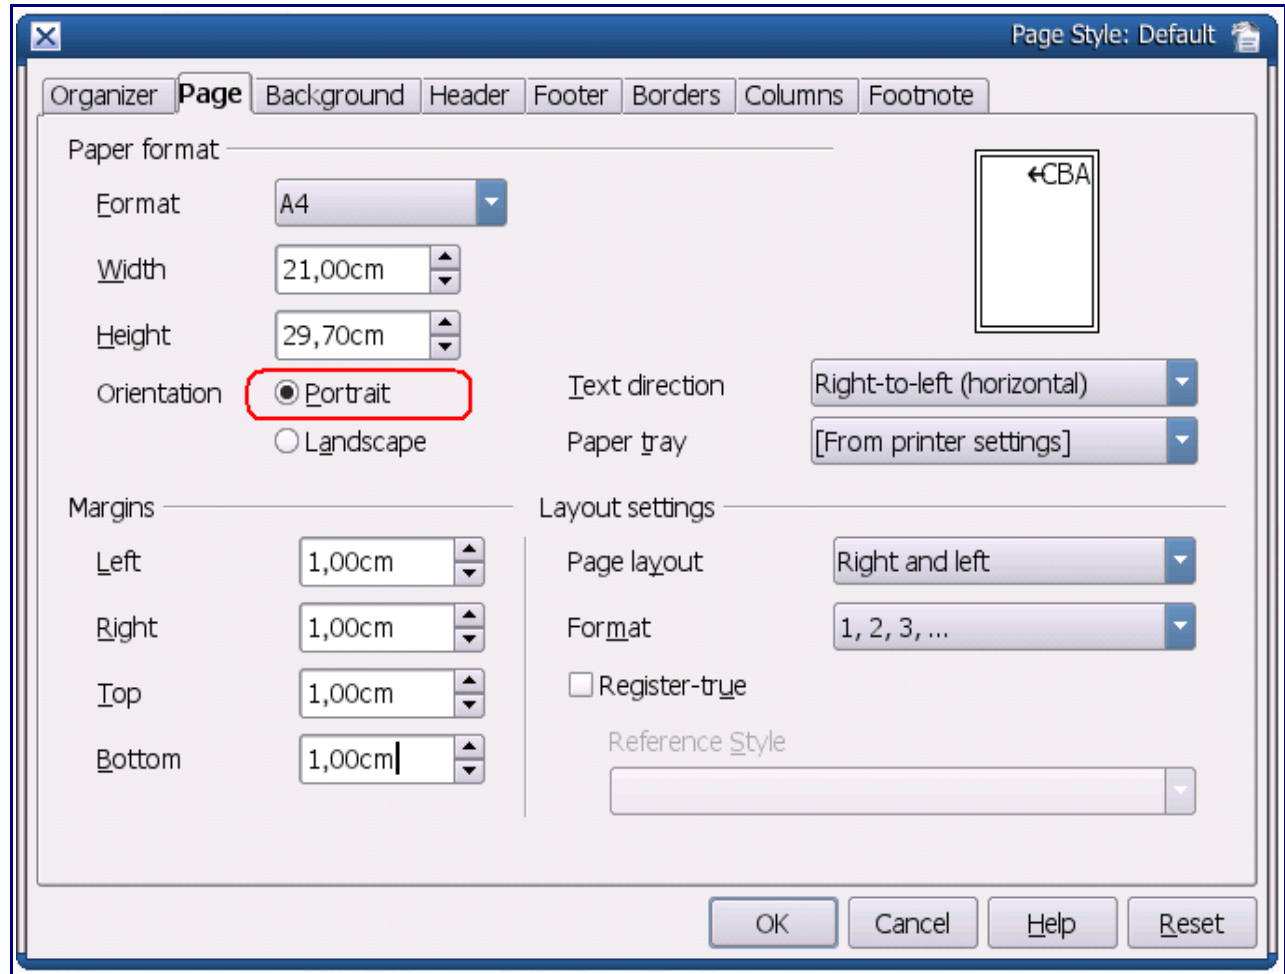 Page Style: Default
Organizer Page Background Header Footer Borders Columns Footnote
Paper format
Format A4
←CBA
Width 21,00cm
Height 29,70cm
Orientation Portrait
Text direction Right-to-left (horizontal)
Landscape
Paper tray [From printer settings]
Margins
Left 1,00cm
Right 1,00cm
Top 1,00cm
Bottom 1,00cm
Layout settings
Page layout Right and left
Format 1, 2, 3, ...
Register-true
Reference Style
OK Cancel Help Reset